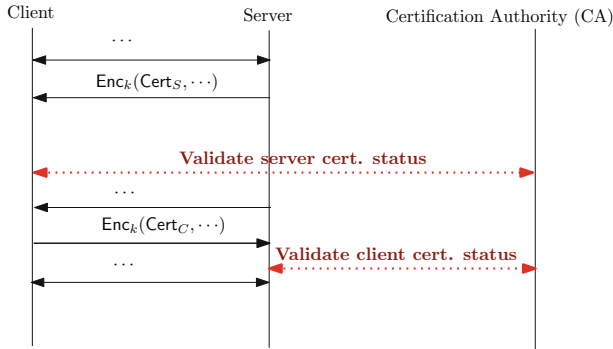 Client Server Certification Authority (CA)
...
Enc_k(Cert_S, ···)
Validate server cert. status
...
Enc_k(Cert_C, ···)
Validate client cert. status
...